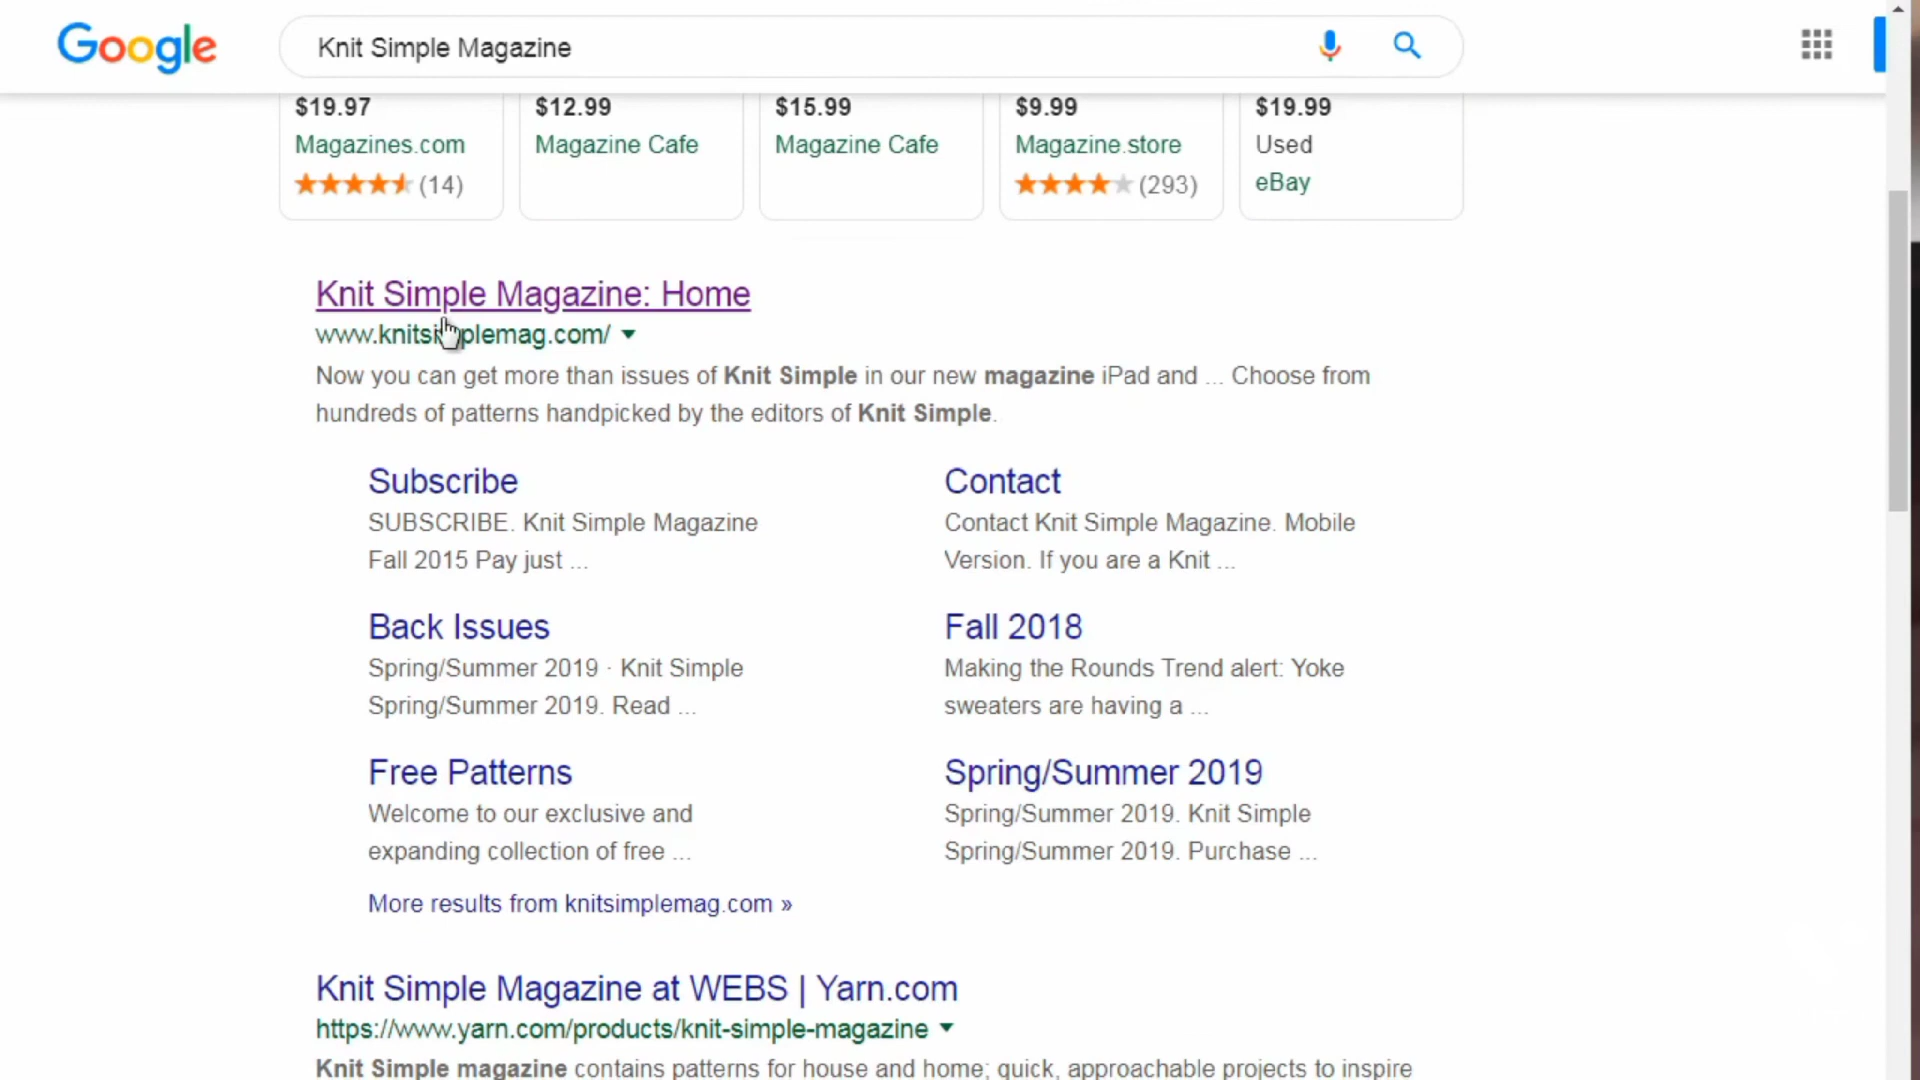 Google
Knit Simple Magazine
$19.97
Magazines.com
(14)
$12.99
Magazine Cafe
$15.99
Magazine Cafe
$9.99
Magazine.store
(293)
$19.99
Used
eBay
Knit Simple Magazine: Home
www.knitsimplemag.com/
Now you can get more than issues of Knit Simple in our new magazine iPad and ... Choose from
hundreds of patterns handpicked by the editors of Knit Simple.
Subscribe
SUBSCRIBE. Knit Simple Magazine
Fall 2015 Pay just ...
Contact
Contact Knit Simple Magazine. Mobile
Version. If you are a Knit ...
Back Issues
Spring/Summer 2019 · Knit Simple
Spring/Summer 2019. Read ...
Fall 2018
Making the Rounds Trend alert: Yoke
sweaters are having a ...
Free Patterns
Welcome to our exclusive and
expanding collection of free ...
Spring/Summer 2019
Spring/Summer 2019. Knit Simple
Spring/Summer 2019. Purchase ...
More results from knitsimplemag.com »
Knit Simple Magazine at WEBS | Yarn.com
https://www.yarn.com/products/knit-simple-magazine
Knit Simple magazine contains patterns for house and home; quick, approachable projects to inspire